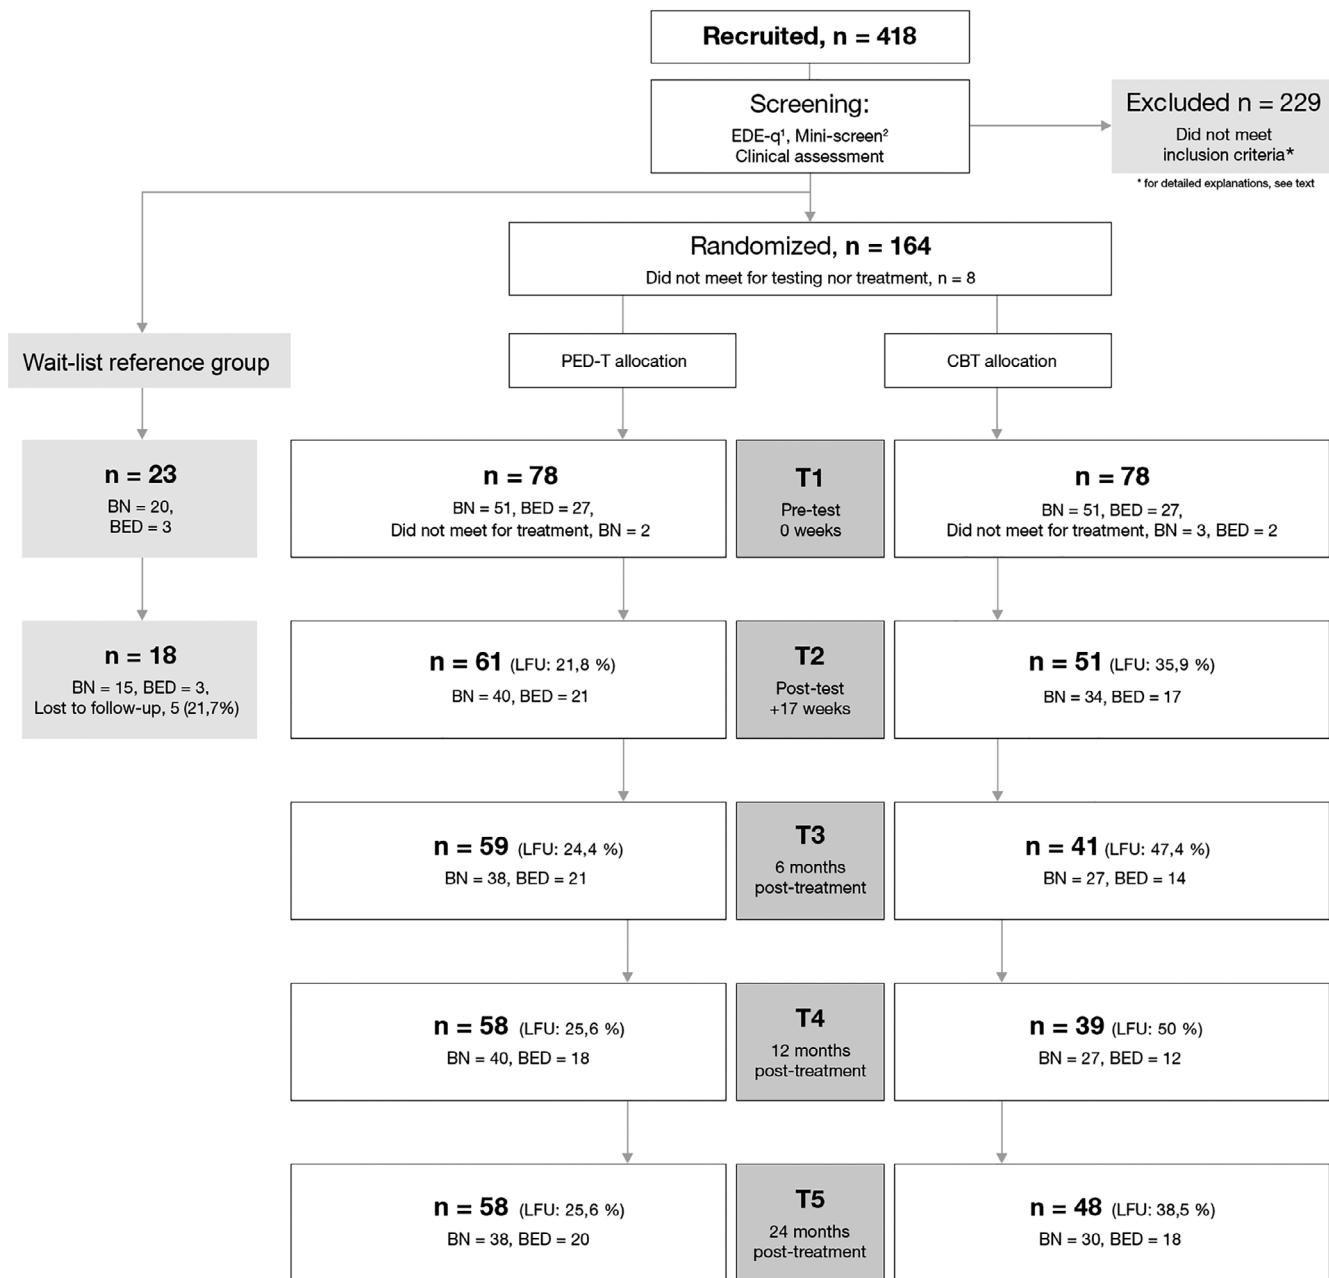 Recruited, n = 418
Screening:
EDE-q¹, Mini-screen²
Clinical assessment
Excluded n = 229
Did not meet
inclusion criteria*
* for detailed explanations, see text
Randomized, n = 164
Did not meet for testing nor treatment, n = 8
Wait-list reference group
PED-T allocation
CBT allocation
n = 23
BN = 20,
BED = 3
n = 78
BN = 51, BED = 27,
Did not meet for treatment, BN = 2
T1
Pre-test
0 weeks
n = 78
BN = 51, BED = 27,
Did not meet for treatment, BN = 3, BED = 2
n = 18
BN = 15, BED = 3,
Lost to follow-up, 5 (21,7%)
n = 61 (LFU: 21,8 %)
BN = 40, BED = 21
T2
Post-test
+17 weeks
n = 51 (LFU: 35,9 %)
BN = 34, BED = 17
n = 59 (LFU: 24,4 %)
BN = 38, BED = 21
T3
6 months
post-treatment
n = 41 (LFU: 47,4 %)
BN = 27, BED = 14
n = 58 (LFU: 25,6 %)
BN = 40, BED = 18
T4
12 months
post-treatment
n = 39 (LFU: 50 %)
BN = 27, BED = 12
n = 58 (LFU: 25,6 %)
BN = 38, BED = 20
T5
24 months
post-treatment
n = 48 (LFU: 38,5 %)
BN = 30, BED = 18